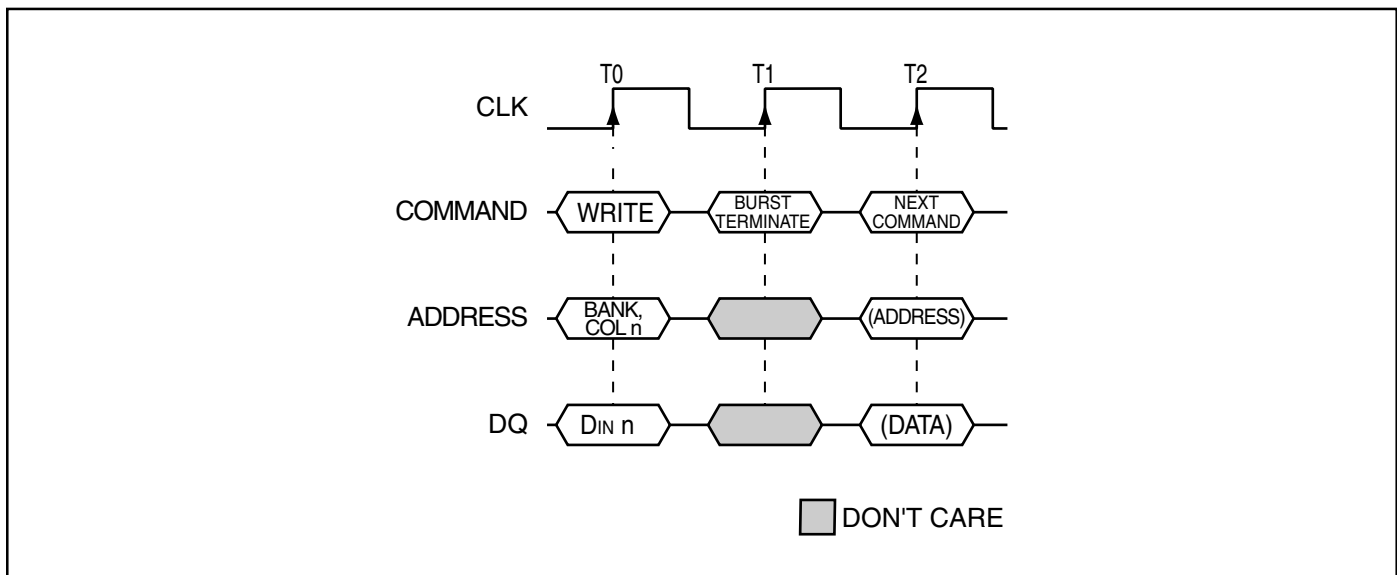 T0 T1 T2
CLK
COMMAND WRITE BURST TERMINATE NEXT COMMAND
ADDRESS BANK, COL n (ADDRESS)
DQ DIN n (DATA)
DON'T CARE